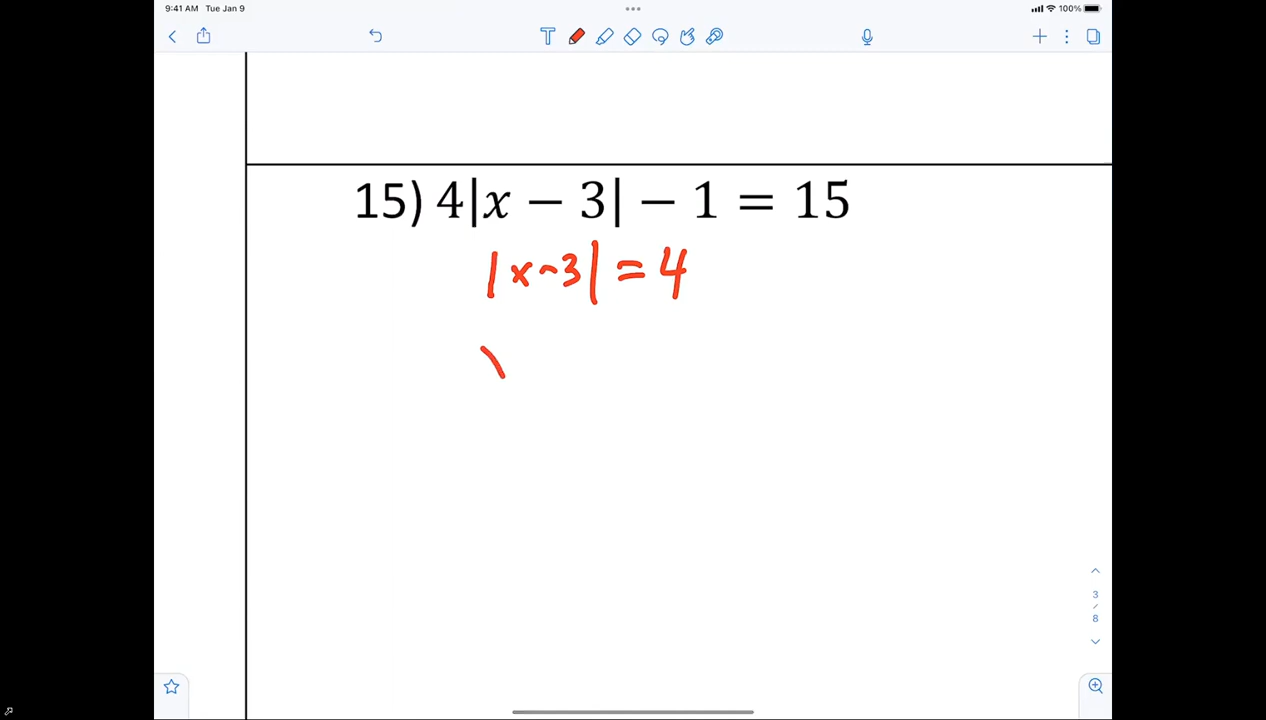 9:41 AM Tue Jan 9
100%
15) 4|x − 3| − 1 = 15
|x-3| = 4
3
/
8